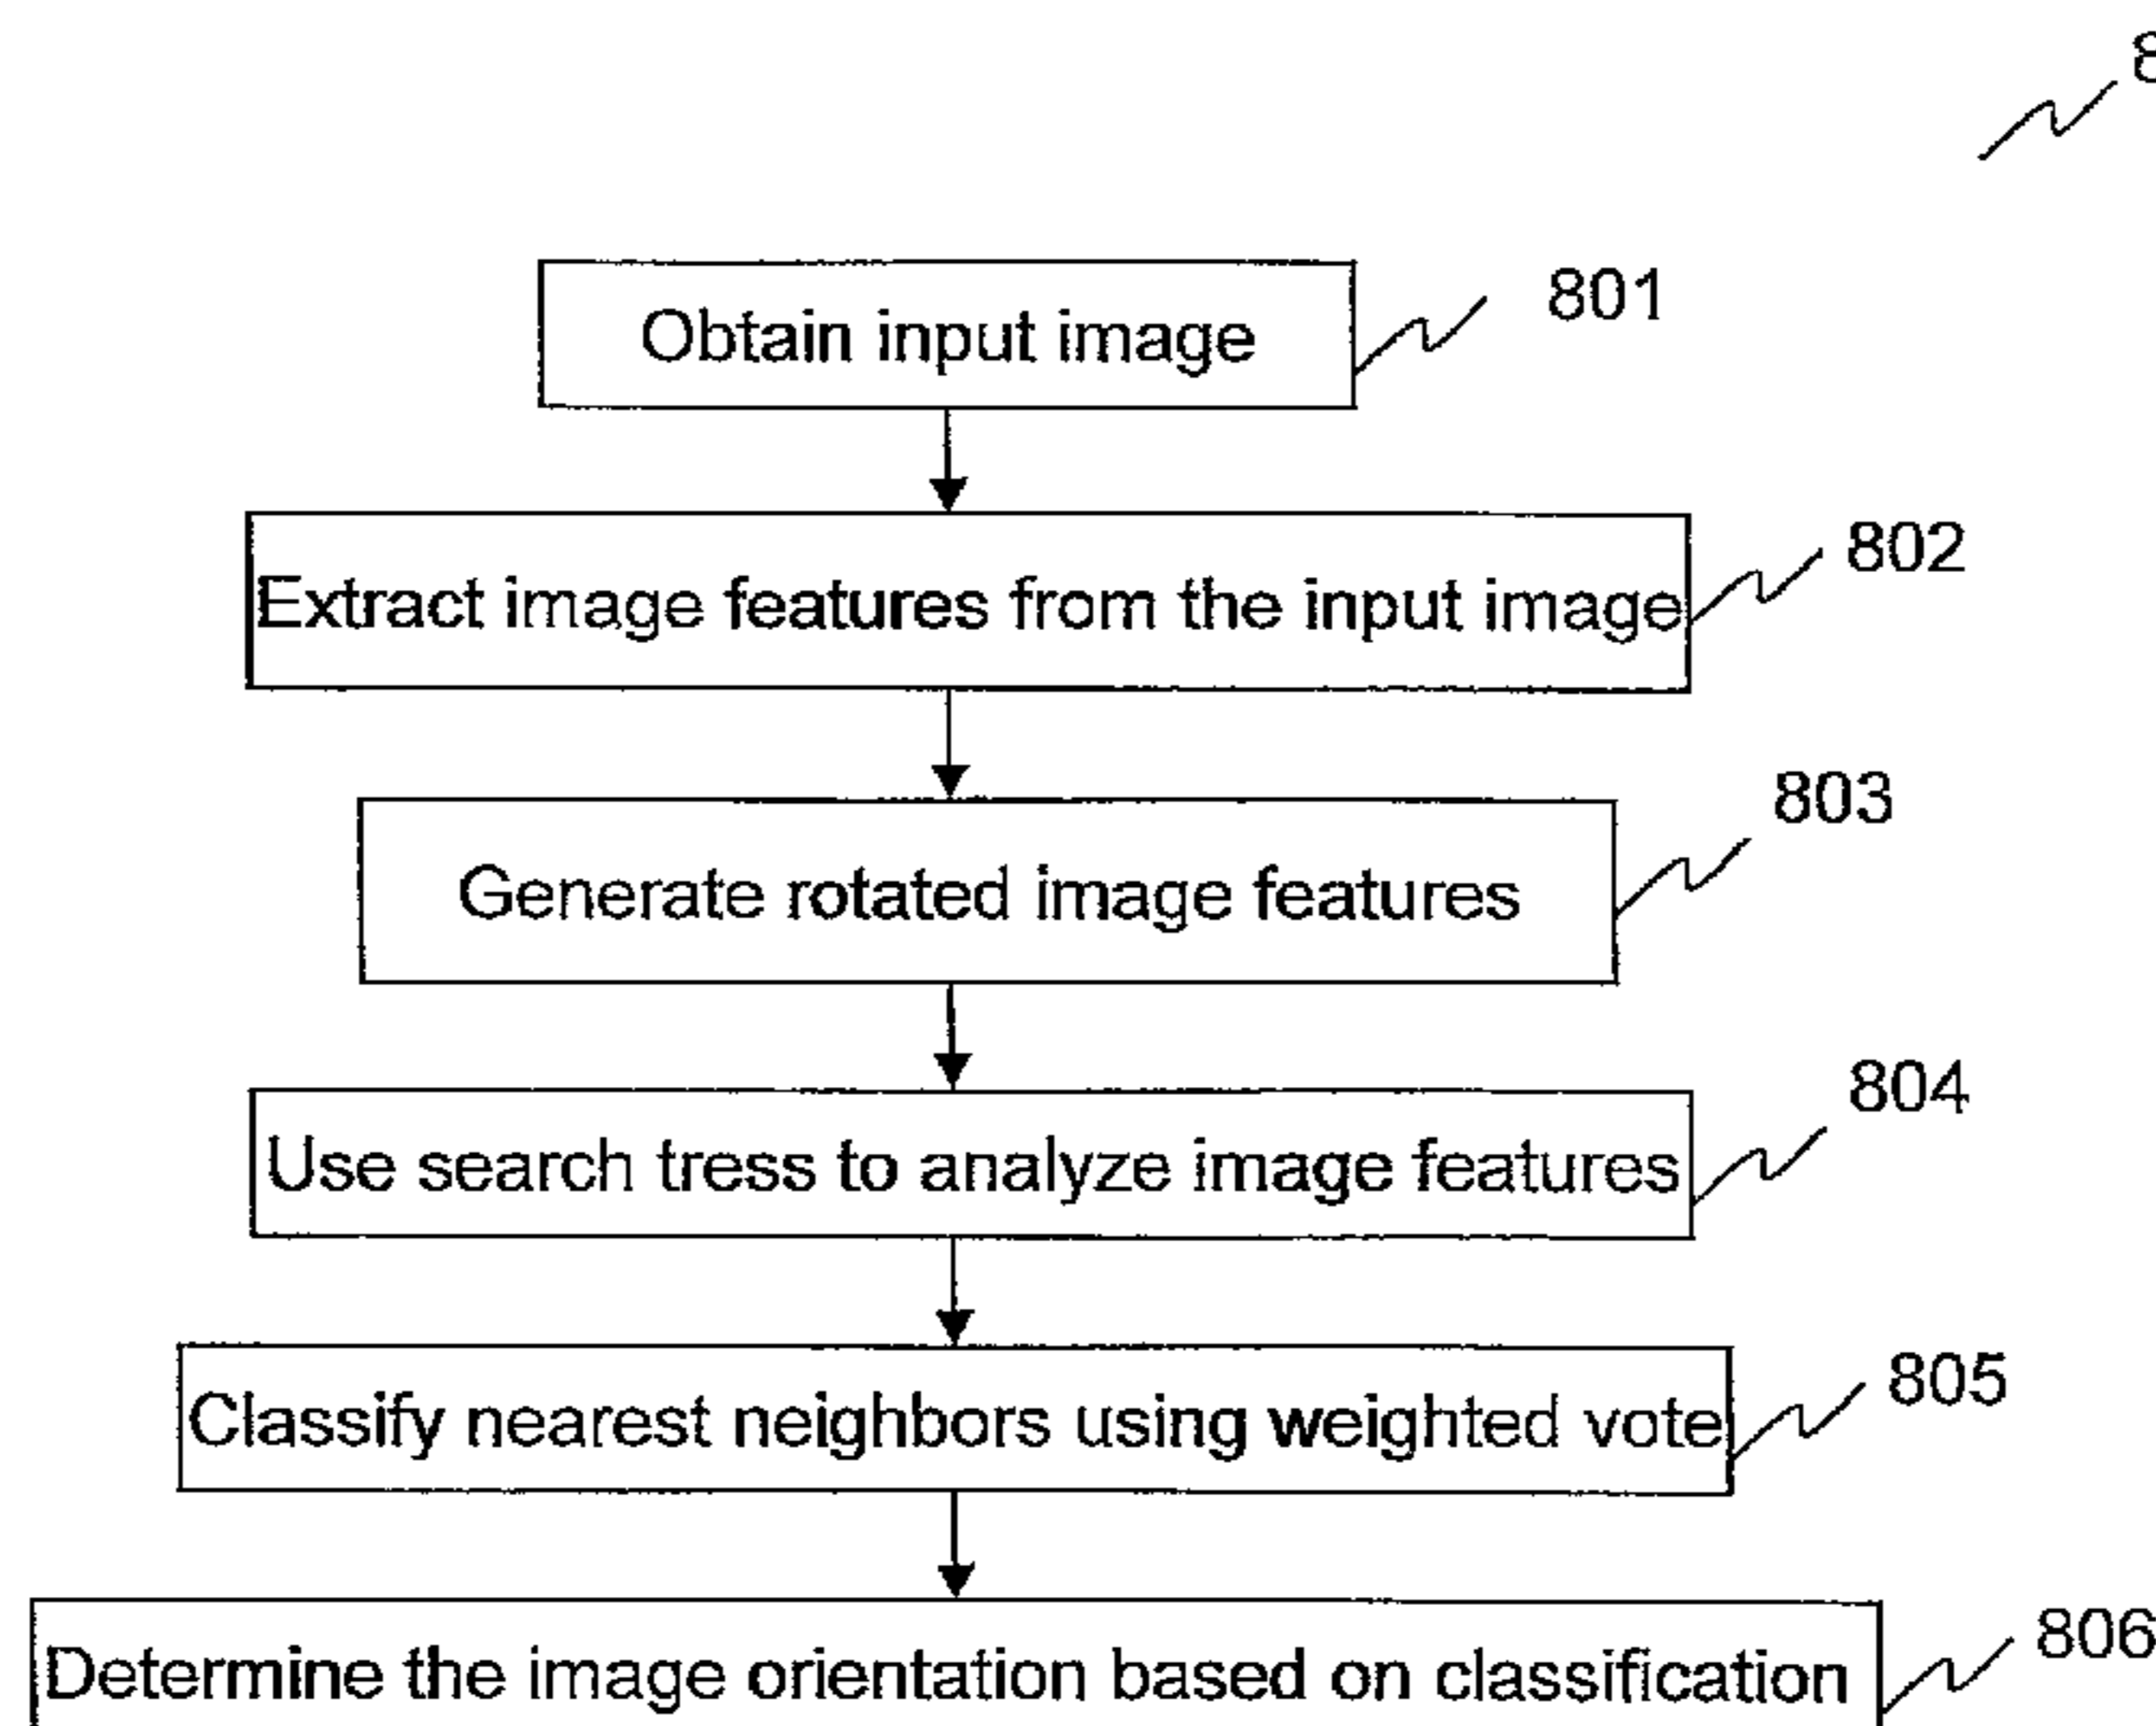 Obtain input image
801
Extract image features from the input image
802
Generate rotated image features
803
Use search tress to analyze image features
804
Classify nearest neighbors using weighted vote
805
Determine the image orientation based on classification
806